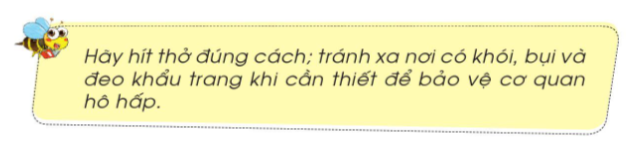 Hãy hít thở đúng cách; tránh xa nơi có khói, bụi và
đeo khẩu trang khi cần thiết để bảo vệ cơ quan
hô hấp.